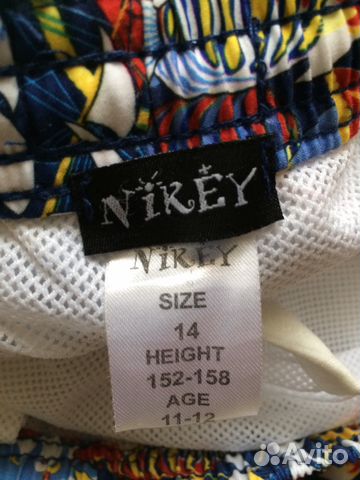 NiKEY
NiKEY
SIZE
14
HEIGHT
152-158
AGE
11-12
Avito